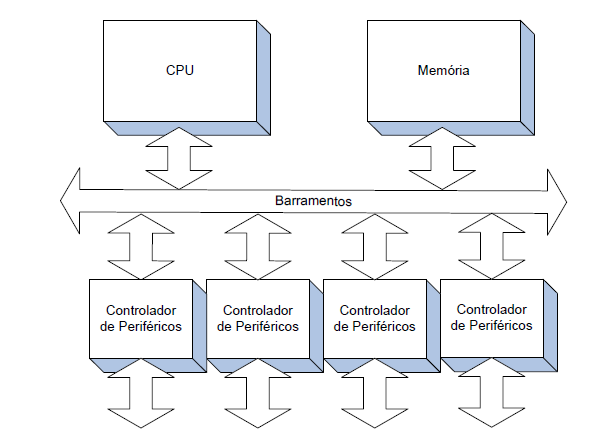 CPU
Memória
Barramentos
Controlador
de Periféricos
Controlador
de Periféricos
Controlador
de Periféricos
Controlador
de Periféricos